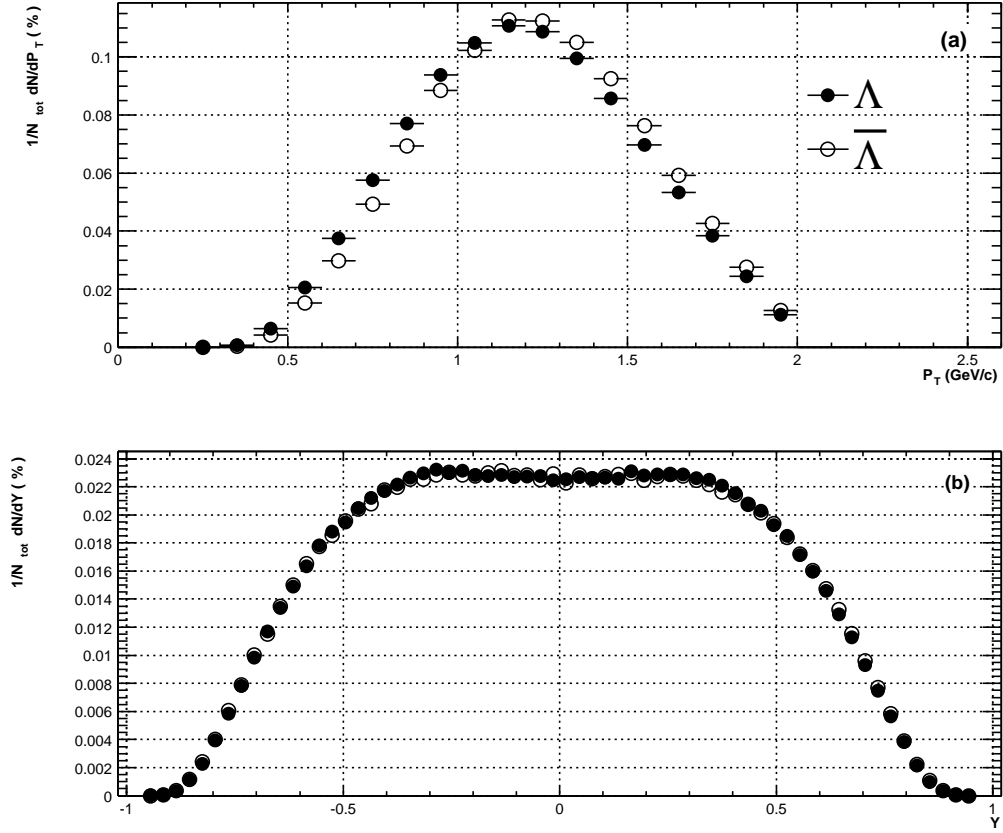 1/N tot dN/dP T (%)
(a)
0.1
0.08
0.06
0.04
0.02
0
Λ
Λ̅
0 0.5 1 1.5 2 2.5
P T (GeV/c)
1/N tot dN/dY (%)
(b)
0.024
0.022
0.02
0.018
0.016
0.014
0.012
0.01
0.008
0.006
0.004
0.002
0
-1 -0.5 0 0.5 1
Y